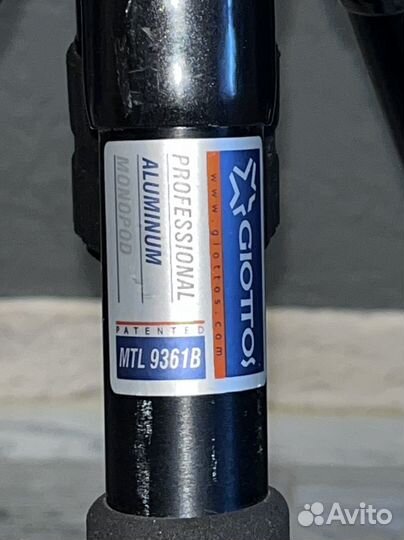 GIOTTOS
www.giottos.com
PROFESSIONAL
ALUMINUM
MONOPOD
PATENTED
MTL 9361B
Avito